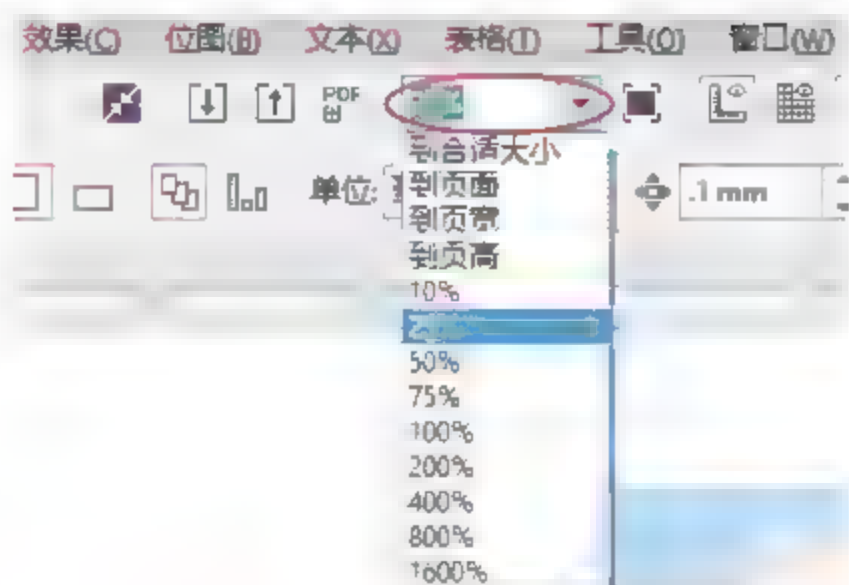 效果(C) 位图(B) 文本(X) 表格(T) 工具(O) 窗口(W)
PDF
到合适大小
单位:
到页面
.1 mm
到页宽
到页高
10%
50%
75%
100%
200%
400%
800%
1600%